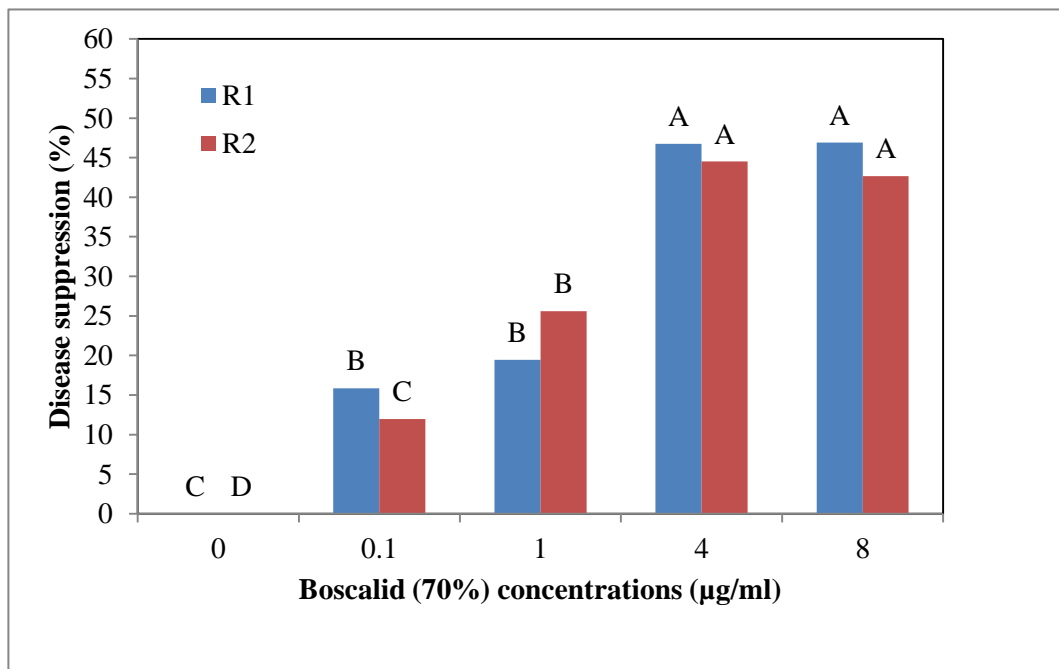 60
55
50
45
40
35
30
25
20
15
10
5
0
Disease suppression (%)
R1
R2
C D
B C
B B
A A
A A
0 0.1 1 4 8
Boscalid (70%) concentrations (µg/ml)